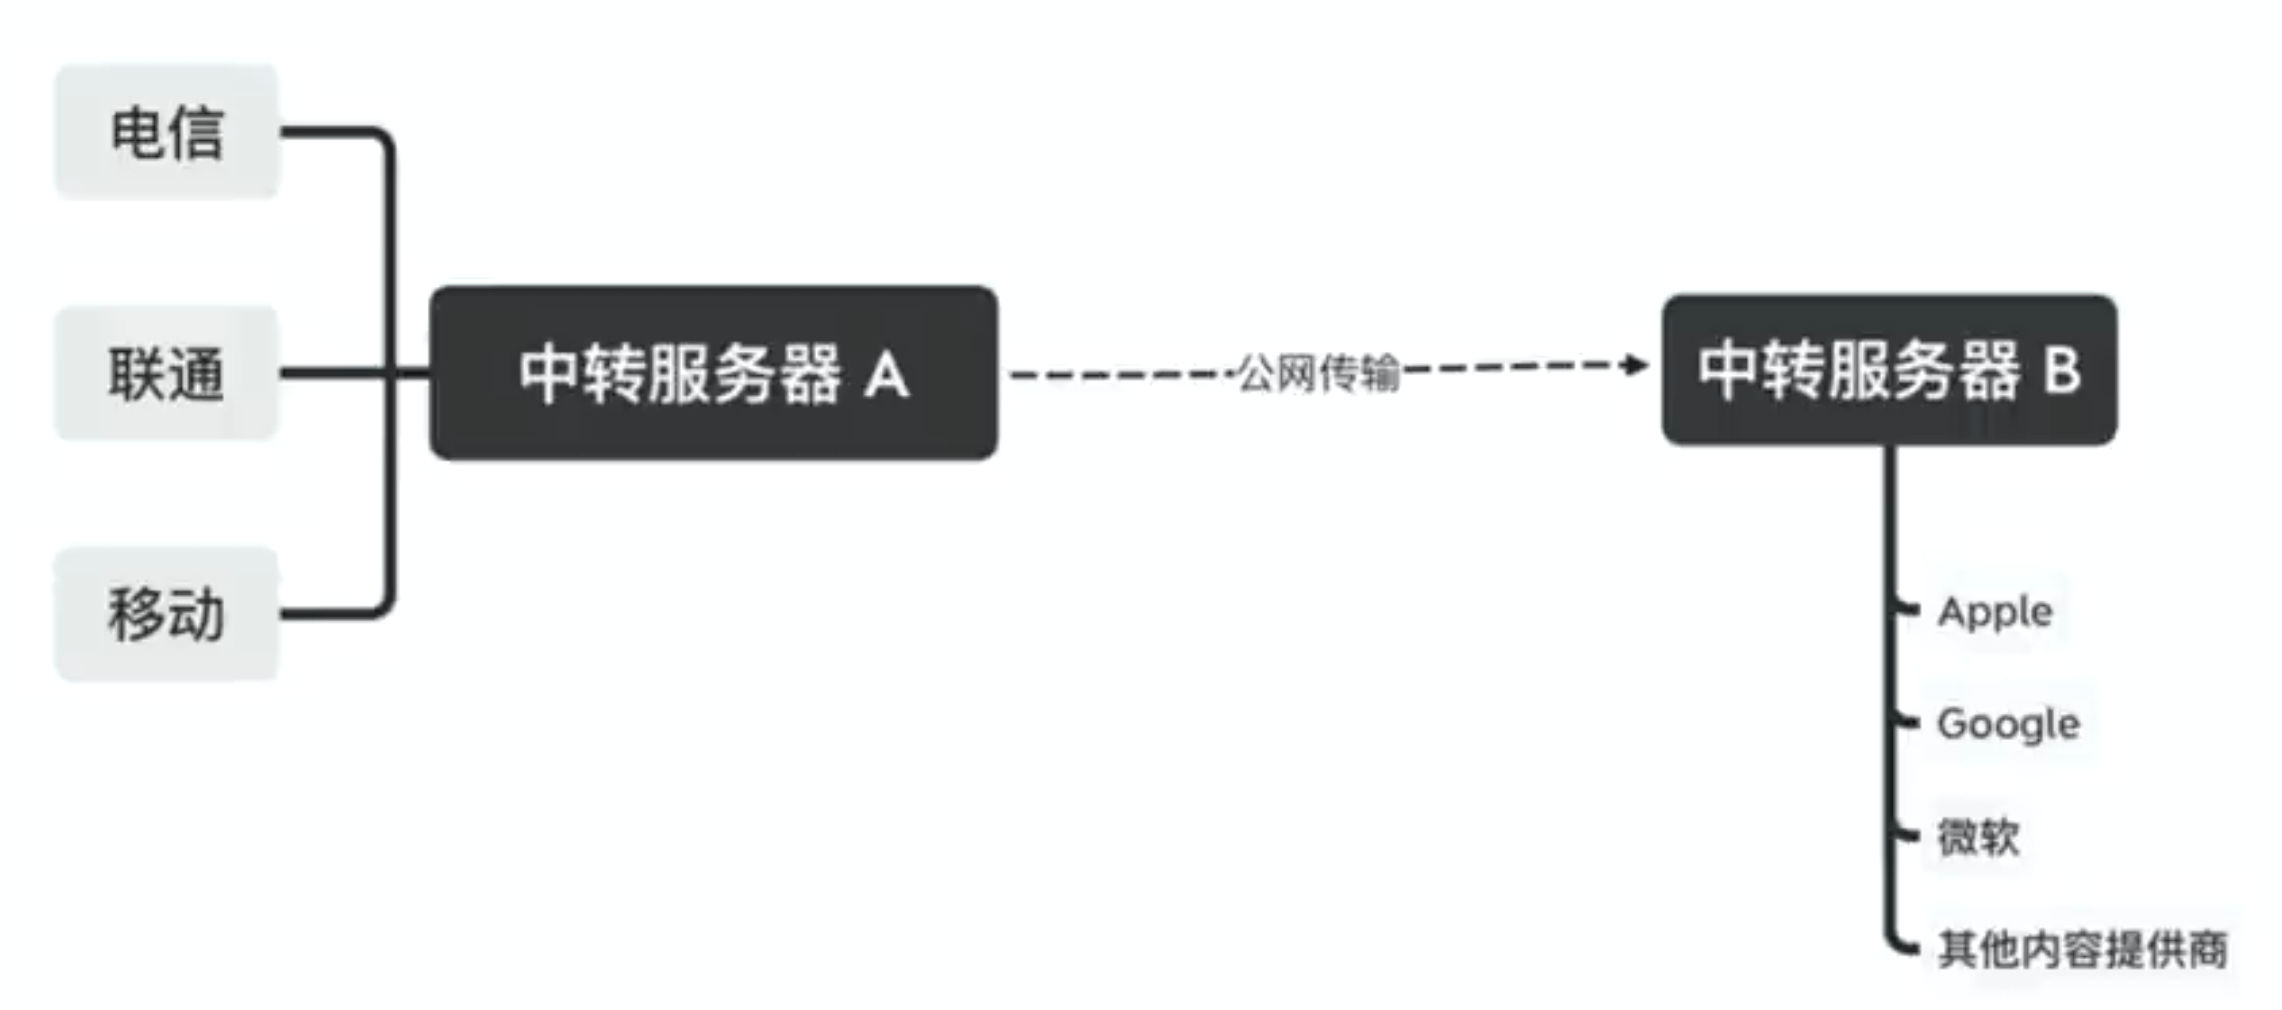 电信
联通
移动
中转服务器 A
公网传输
中转服务器 B
Apple
Google
微软
其他内容提供商